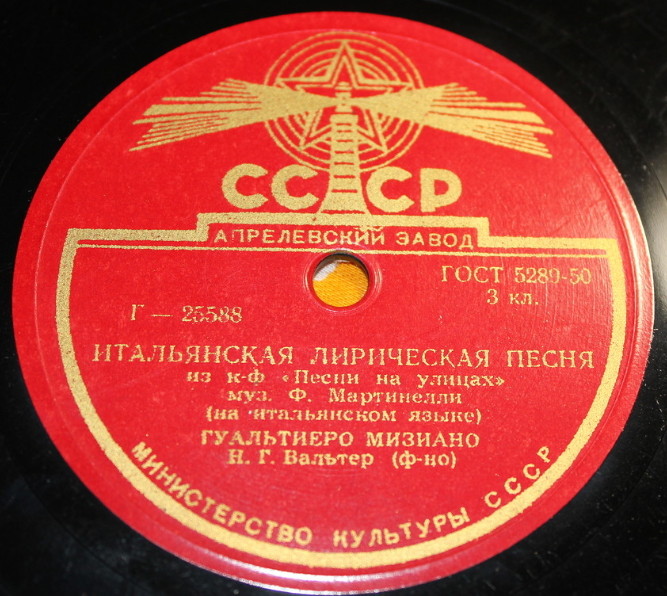 СССР
АПРЕЛЕВСКИЙ ЗАВОД
ГОСТ 5289-50
3 кл.
Г — 25588
ИТАЛЬЯНСКАЯ ЛИРИЧЕСКАЯ ПЕСНЯ
из к-ф «Песни на улицах»
муз. Ф. Мартинелли
(на итальянском языке)
ГУАЛЬТИЕРО МИЗИАНО
Н. Г. Вальтер (ф-но)
МИНИСТЕРСТВО КУЛЬТУРЫ СССР